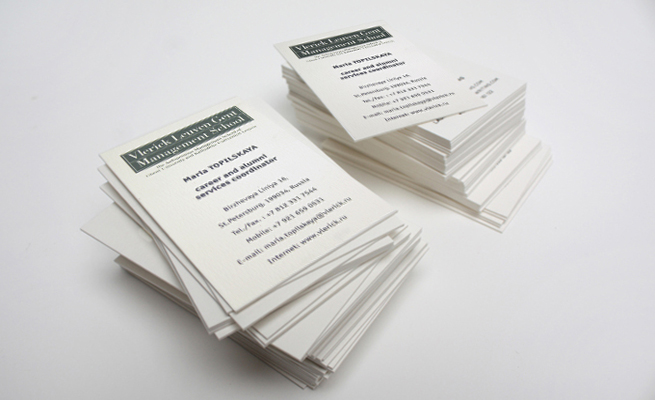 Vlerick Leuven Gent
Management School
Maria TOPILSKAYA
career and alumni
services coordinator
Birzhevaya Liniya 16,
St.Petersburg, 199034, Russia
Tel./fax. : +7 812 331 7544
Mobile: +7 921 659 0531
E-mail: maria.topilskaya@vlerick.ru
Internet: www.vlerick.ru
Vlerick Leuven Gent
Management School
Maria TOPILSKAYA
career and alumni
services coordinator
Birzhevaya Liniya 16,
St.Petersburg, 199034, Russia
Tel./fax. : +7 812 331 7544
Mobile: +7 921 659 0531
E-mail: maria.topilskaya@vlerick.ru
Internet: www.vlerick.ru